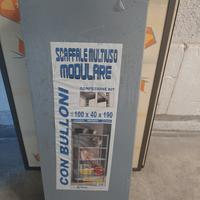 SCAFFALE MULTIUSO
MODULARE
CONFEZIONE KIT
100 x 40 x 190
CON BULLONI